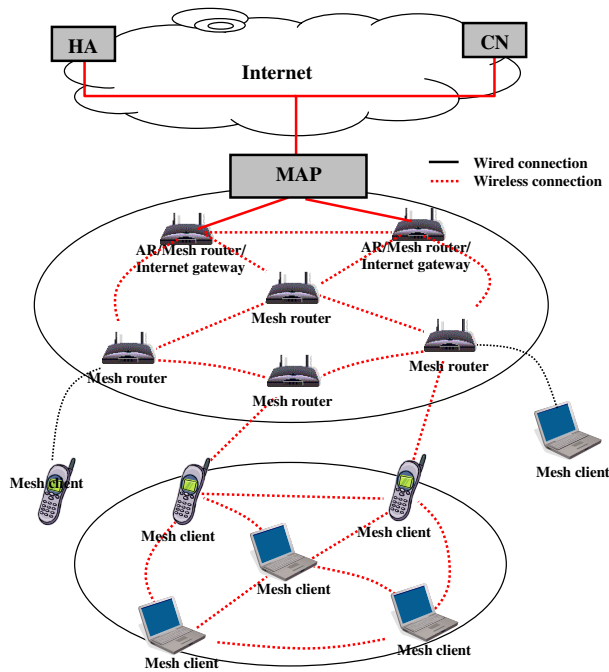 HA
CN
Internet
MAP
Wired connection
Wireless connection
AR/Mesh router/
Internet gateway
AR/Mesh router/
Internet gateway
Mesh router
Mesh router
Mesh router
Mesh router
Mesh client
Mesh client
Mesh client
Mesh client
Mesh client
Mesh client
Mesh client